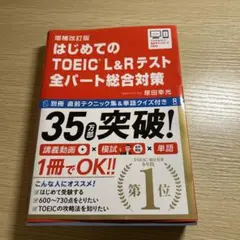 増補改訂版
はじめての
TOEIC L&Rテスト
全パート総合対策
塚田幸光
別冊 直前テクニック集&単語クイズ付き
35万部突破!
講義動画×模試×単語
1冊でOK!!
こんな人にオススメ!
はじめて受験する
600~730点をとりたい
TOEICの攻略法を知りたい
第1位